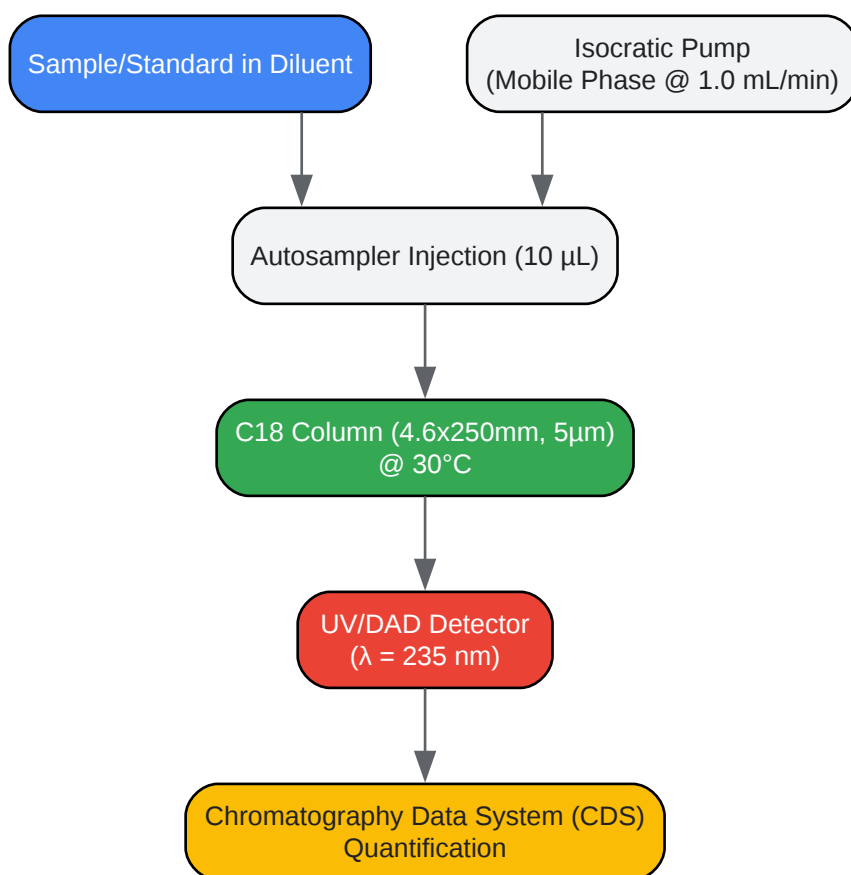 Sample/Standard in Diluent
Isocratic Pump
(Mobile Phase @ 1.0 mL/min)
Autosampler Injection (10 µL)
C18 Column (4.6x250mm, 5µm)
@ 30°C
UV/DAD Detector
(λ = 235 nm)
Chromatography Data System (CDS)
Quantification